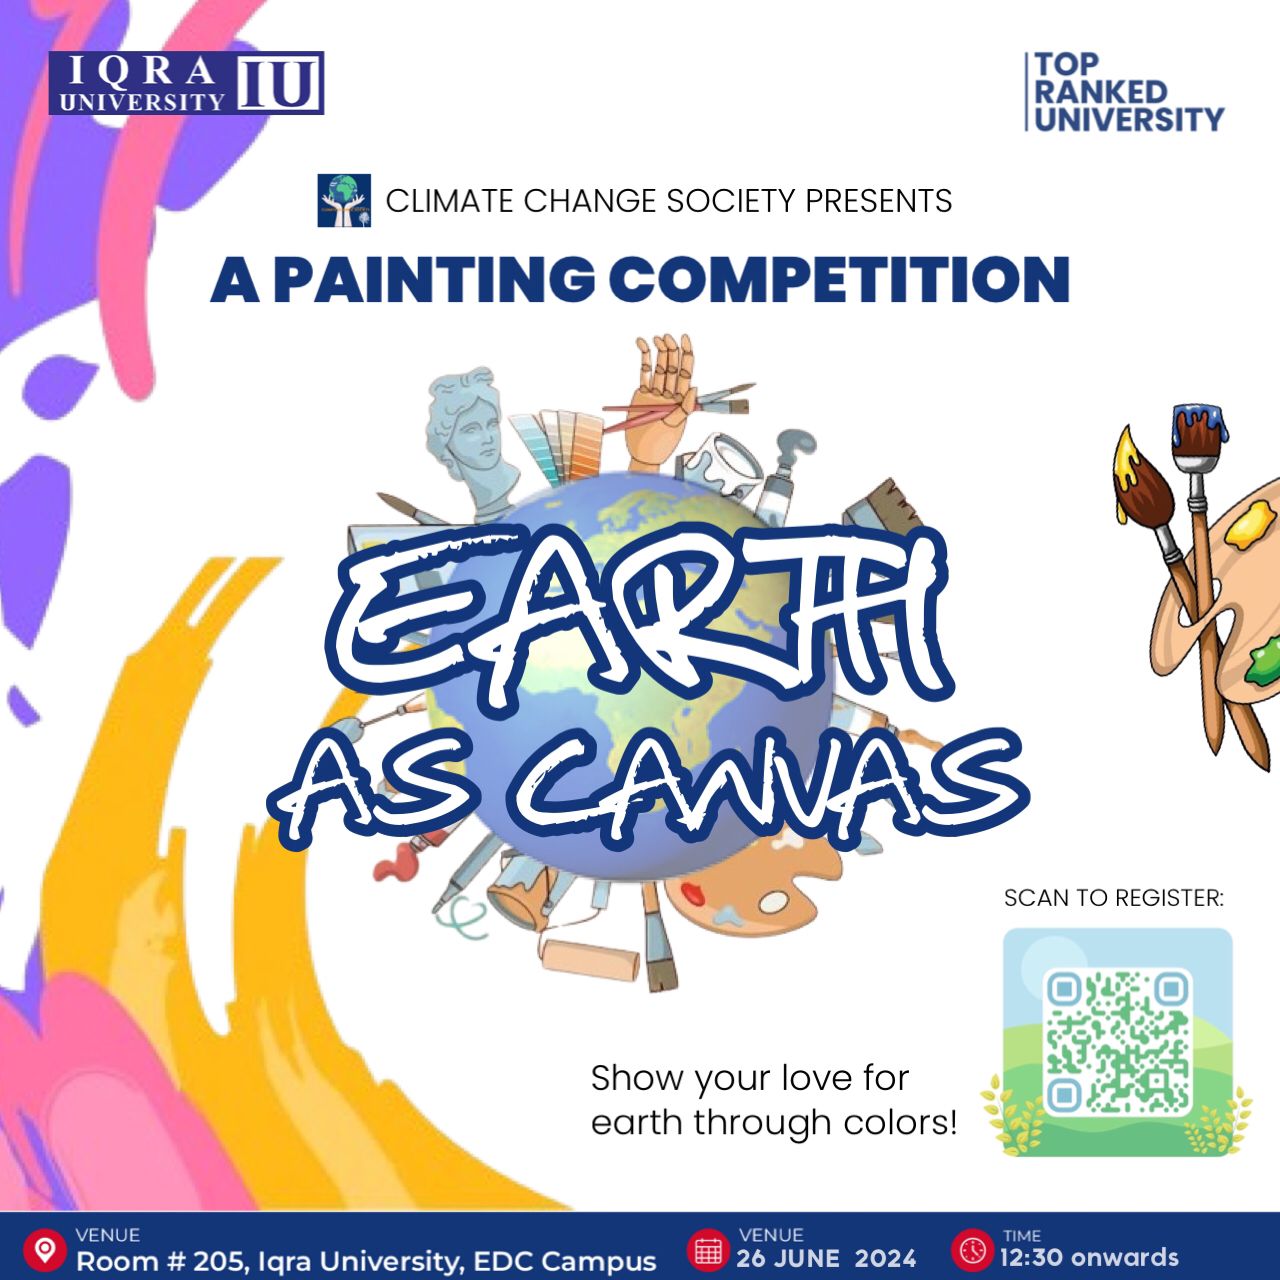 IQRA
UNIVERSITY IU
TOP
RANKED
UNIVERSITY
CLIMATE CHANGE SOCIETY PRESENTS
A PAINTING COMPETITION
EARTH
AS CANVAS
SCAN TO REGISTER:
Show your love for
earth through colors!
VENUE
Room # 205, Iqra University, EDC Campus
VENUE
26 JUNE 2024
TIME
12:30 onwards